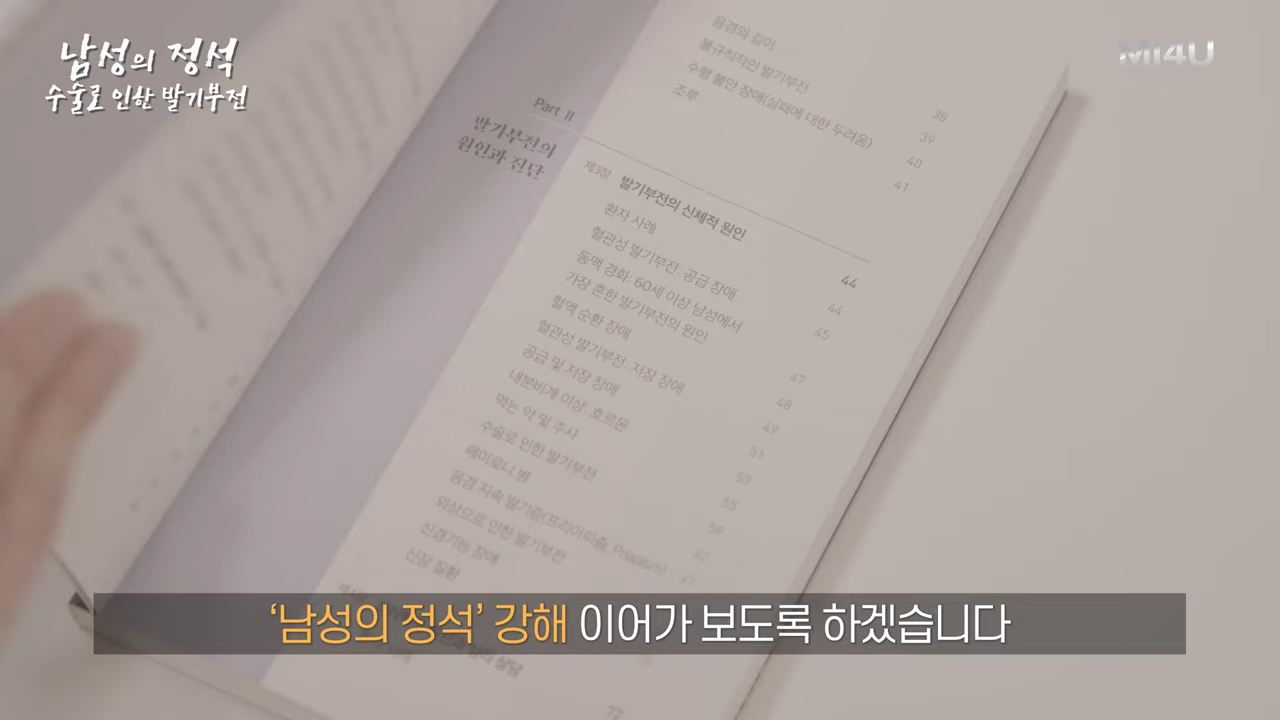 남성의 정석
수술로 인한 발기부전
MI4U
음경의 길이
불규칙적인 발기부전 38
수행 불안 장애(실패에 대한 두려움) 39
조루 40
41
Part II
발기부전의
원인과 진단
제3장 발기부전의 신체적 원인 44
환자 사례 44
혈관성 발기부전: 공급 장애 45
동맥 경화: 60세 이상 남성에서
가장 흔한 발기부전의 원인 47
혈액 순환 장애 48
혈관성 발기부전: 저장 장애 49
공급 및 저장 장애 51
내분비계 이상: 호르몬 53
먹는 약 및 주사 55
수술로 인한 발기부전 59
페이로니 병 62
음경 지속 발기증(프리아피즘, Priapism)
외상으로 인한 발기부전
신경기능 장애
신장 질환
상담
72
‘남성의 정석’ 강해 이어가 보도록 하겠습니다